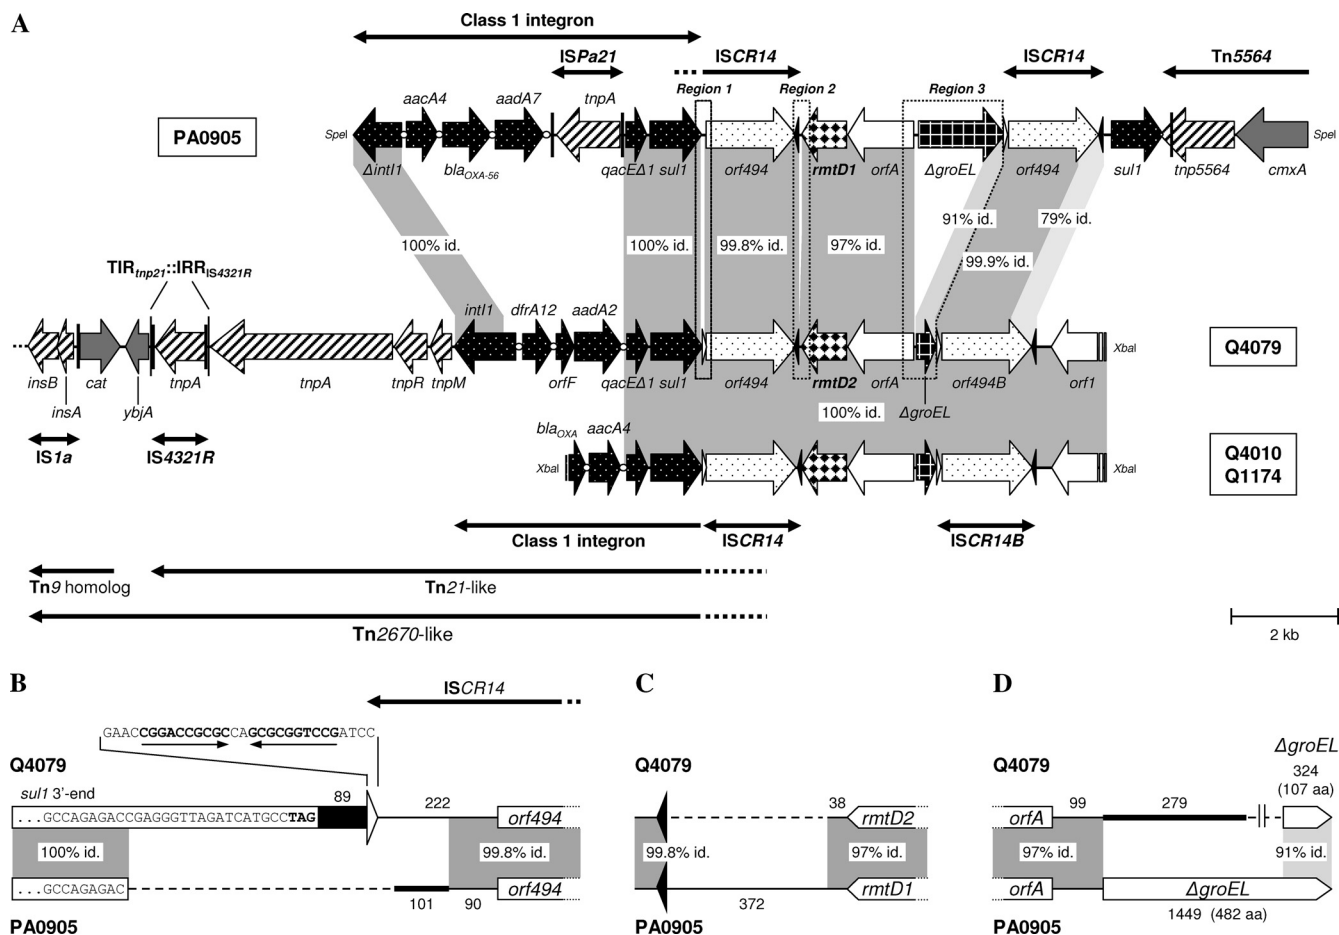 A
Class 1 integron
ISPa21
ISCR14
ISCR14
Tn5564
aacA4
aadA7
tnpA
Region 1
Region 2
Region 3
PA0905
SpeI
SpeI
ΔintI1
blaOXA-56
qacEΔ1 sul1
orf494
rmtD1
orfA
ΔgroEL
orf494
sul1
tnp5564
cmxA
100% id.
100% id.
99.8% id.
97% id.
91% id.
99.9% id.
79% id.
TIRtnp21::IRRIS4321R
intI1
dfrA12
aadA2
XbaI
Q4079
insB
insA
cat
ybjA
tnpA
tnpA
tnpR
tnpM
orfF
qacEΔ1 sul1
orf494
rmtD2
orfA
ΔgroEL
orf494B
orf1
100% id.
IS1a
IS4321R
blaOXA
aacA4
XbaI
XbaI
Q4010
Q1174
Class 1 integron
ISCR14
ISCR14B
Tn9 homolog
Tn21-like
Tn2670-like
2 kb
B
ISCR14
GAACCGGACCGCGCCAGCGCGGTCCGATCC
Q4079
sul1 3'-end
89
222
...GCCAGAGACCGAGGGTTAGATCATGCCTAG
orf494
100% id.
99.8% id.
...GCCAGAGAC
orf494
101
90
PA0905
C
Q4079
38
rmtD2
99.8% id.
97% id.
rmtD1
372
PA0905
D
ΔgroEL
Q4079
324
(107 aa)
99
279
orfA
97% id.
91% id.
orfA
ΔgroEL
1449 (482 aa)
PA0905